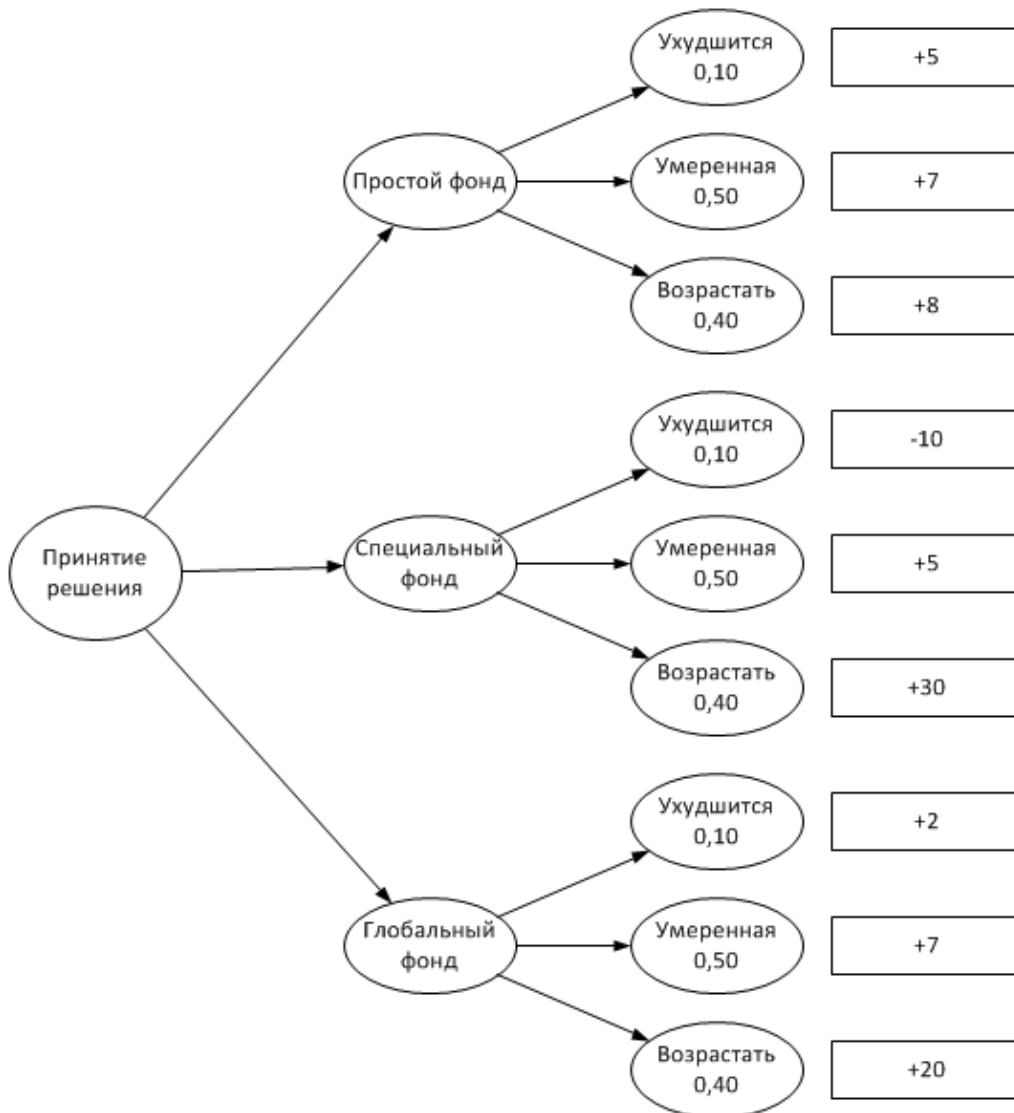 Ухудшится
0,10
+5
Простой фонд
Умеренная
0,50
+7
Возрастать
0,40
+8
Ухудшится
0,10
-10
Принятие
решения
Специальный
фонд
Умеренная
0,50
+5
Возрастать
0,40
+30
Ухудшится
0,10
+2
Глобальный
фонд
Умеренная
0,50
+7
Возрастать
0,40
+20